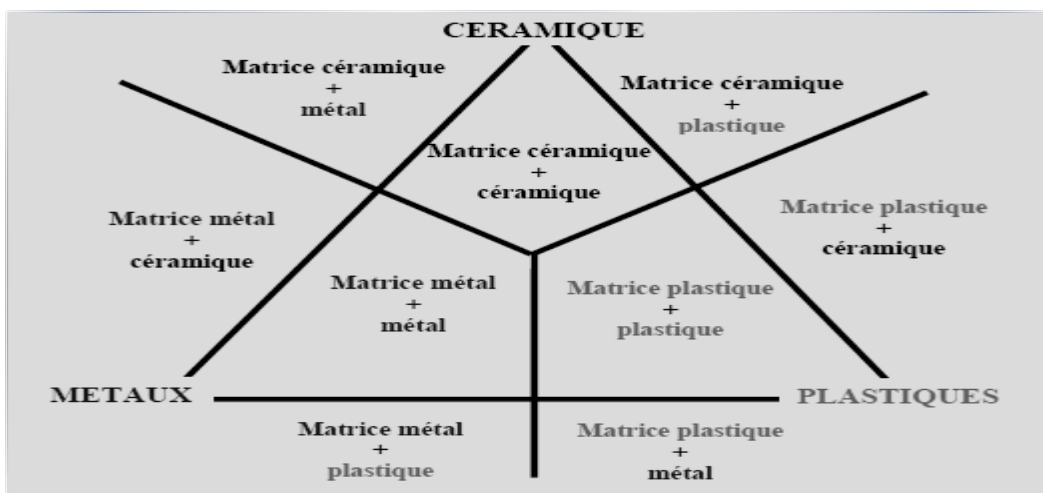 CERAMIQUE
Matrice céramique
+
métal
Matrice céramique
+
plastique
Matrice céramique
+
céramique
Matrice métal
+
céramique
Matrice plastique
+
céramique
Matrice métal
+
métal
Matrice plastique
+
plastique
METAUX
PLASTIQUES
Matrice métal
+
plastique
Matrice plastique
+
métal